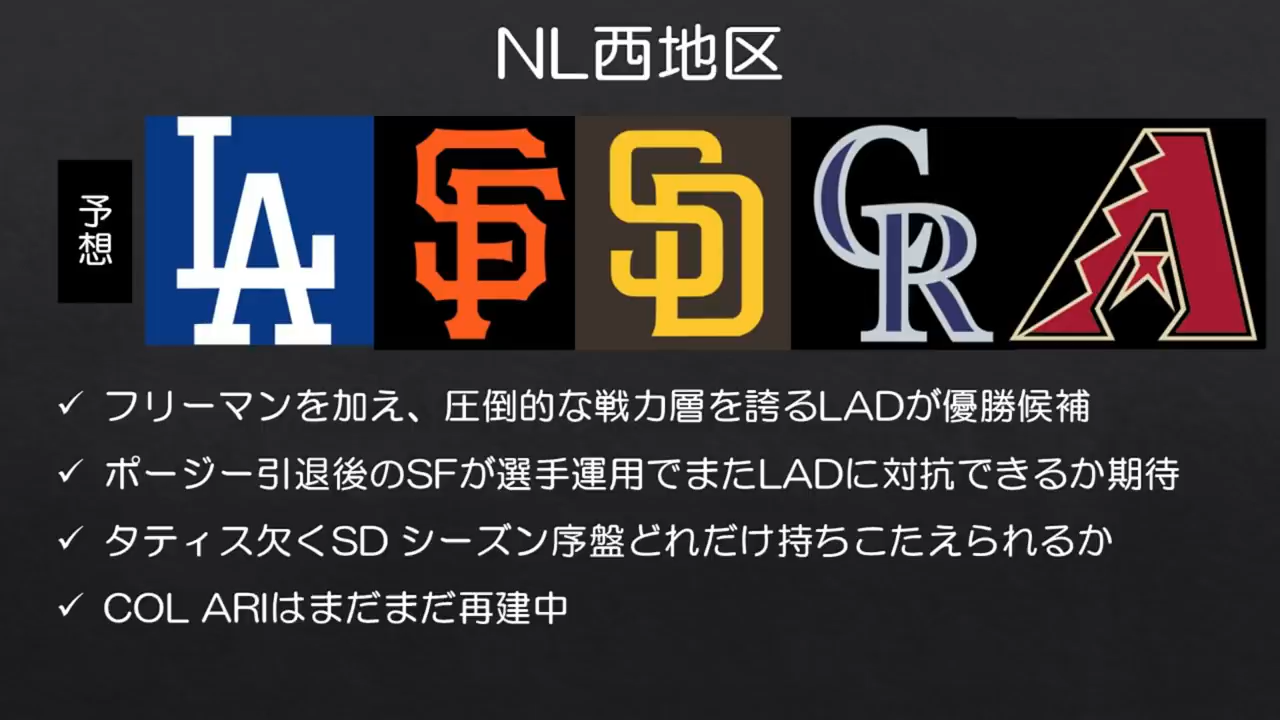 NL西地区
予想
LA SF SD CR A
フリーマンを加え、圧倒的な戦力層を誇るLADが優勝候補
ポージー引退後のSFが選手運用でまたLADに対抗できるか期待
タティス欠くSD シーズン序盤どれだけ持ちこたえられるか
COL ARIはまだまだ再建中